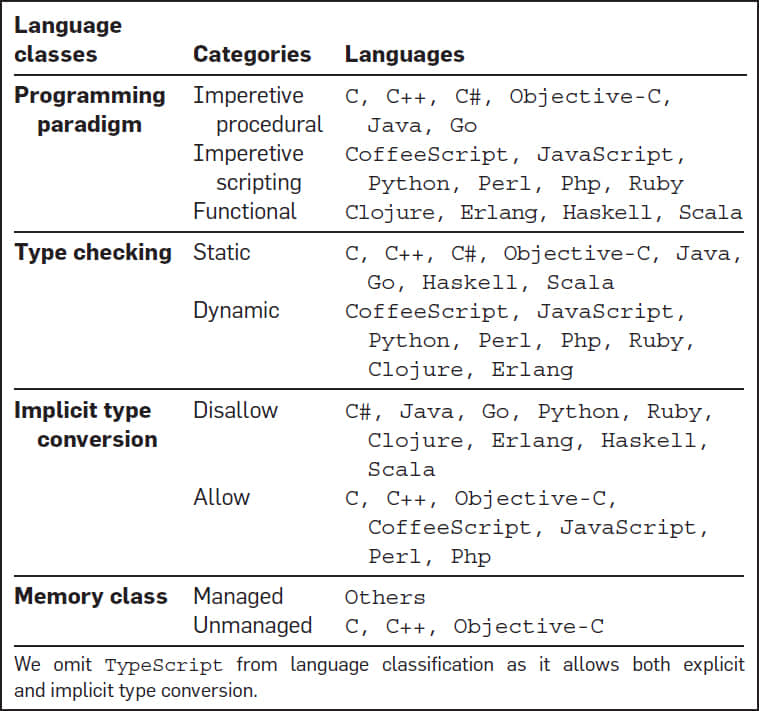 Language classes Categories Languages
Programming paradigm Imperetive procedural C, C++, C#, Objective-C,
Java, Go
Imperetive scripting CoffeeScript, JavaScript,
Python, Perl, Php, Ruby
Functional Clojure, Erlang, Haskell, Scala
Type checking Static C, C++, C#, Objective-C, Java,
Go, Haskell, Scala
Dynamic CoffeeScript, JavaScript,
Python, Perl, Php, Ruby,
Clojure, Erlang
Implicit type conversion Disallow C#, Java, Go, Python, Ruby,
Clojure, Erlang, Haskell,
Scala
Allow C, C++, Objective-C,
CoffeeScript, JavaScript,
Perl, Php
Memory class Managed Others
Unmanaged C, C++, Objective-C
We omit TypeScript from language classification as it allows both explicit
and implicit type conversion.